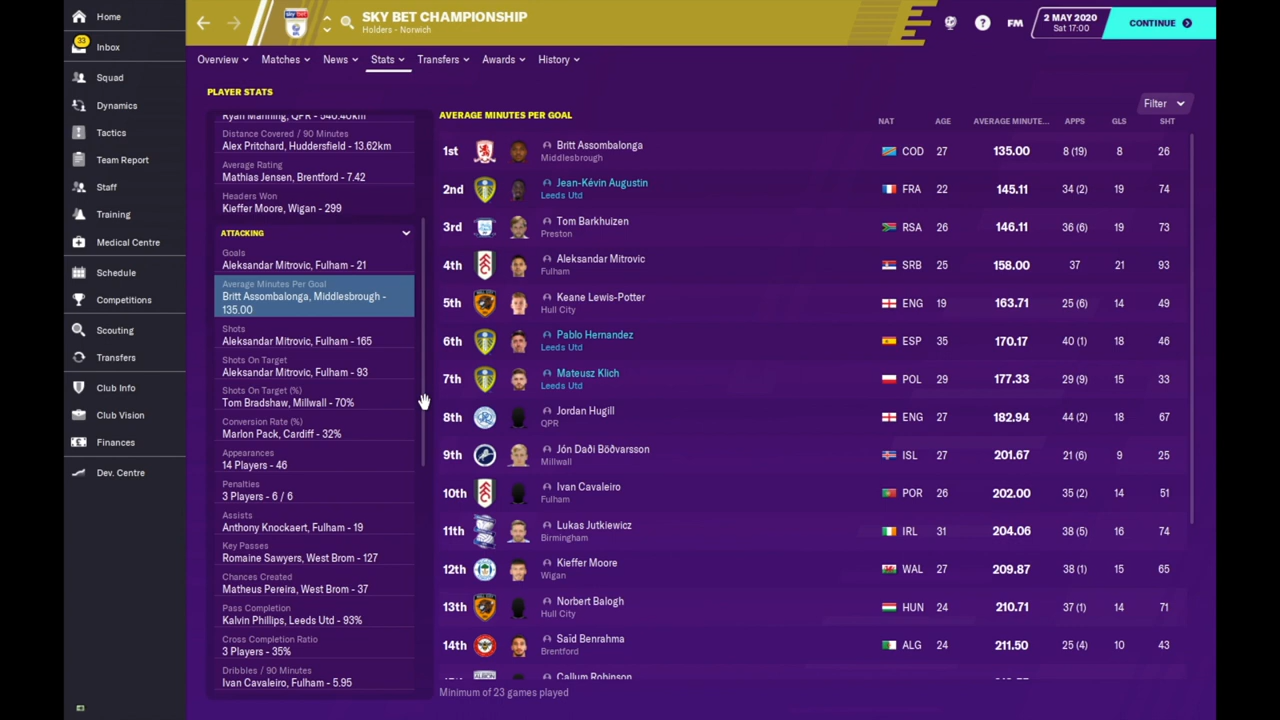 Home
33
Inbox
Squad
Dynamics
Tactics
Team Report
Staff
Training
Medical Centre
Schedule
Competitions
Scouting
Transfers
Club Info
Club Vision
Finances
Dev. Centre
sky bet
SKY BET CHAMPIONSHIP
Holders - Norwich
?
FM
2 MAY 2020
Sat 17:00
CONTINUE
Overview
Matches
News
Stats
Transfers
Awards
History
PLAYER STATS
Filter
Ryan Manning, QPR - 540.40km
Distance Covered / 90 Minutes
Alex Pritchard, Huddersfield - 13.62km
Average Rating
Mathias Jensen, Brentford - 7.42
Headers Won
Kieffer Moore, Wigan - 299
ATTACKING
Goals
Aleksandar Mitrovic, Fulham - 21
Average Minutes Per Goal
Britt Assombalonga, Middlesbrough -
135.00
Shots
Aleksandar Mitrovic, Fulham - 165
Shots On Target
Aleksandar Mitrovic, Fulham - 93
Shots On Target (%)
Tom Bradshaw, Millwall - 70%
Conversion Rate (%)
Marlon Pack, Cardiff - 32%
Appearances
14 Players - 46
Penalties
3 Players - 6 / 6
Assists
Anthony Knockaert, Fulham - 19
Key Passes
Romaine Sawyers, West Brom - 127
Chances Created
Matheus Pereira, West Brom - 37
Pass Completion
Kalvin Phillips, Leeds Utd - 93%
Cross Completion Ratio
3 Players - 35%
Dribbles / 90 Minutes
Ivan Cavaleiro, Fulham - 5.95
AVERAGE MINUTES PER GOAL
NAT AGE AVERAGE MINUTE... APPS GLS SHT
1st Britt Assombalonga COD 27 135.00 8 (19) 8 26
Middlesbrough
2nd Jean-Kévin Augustin FRA 22 145.11 34 (2) 19 74
Leeds Utd
3rd Tom Barkhuizen RSA 26 146.11 36 (6) 19 73
Preston
4th Aleksandar Mitrovic SRB 25 158.00 37 21 93
Fulham
5th Keane Lewis-Potter ENG 19 163.71 25 (6) 14 49
Hull City
6th Pablo Hernandez ESP 35 170.17 40 (1) 18 46
Leeds Utd
7th Mateusz Klich POL 29 177.33 29 (9) 15 33
Leeds Utd
8th Jordan Hugill ENG 27 182.94 44 (2) 18 67
QPR
9th Jón Daði Böðvarsson ISL 27 201.67 21 (6) 9 25
Millwall
10th Ivan Cavaleiro POR 26 202.00 35 (2) 14 51
Fulham
11th Lukas Jutkiewicz IRL 31 204.06 38 (5) 16 74
Birmingham
12th Kieffer Moore WAL 27 209.87 38 (1) 15 65
Wigan
13th Norbert Balogh HUN 24 210.71 37 (1) 14 71
Hull City
14th Saïd Benrahma ALG 24 211.50 25 (4) 10 43
Brentford
Callum Robinson
Minimum of 23 games played